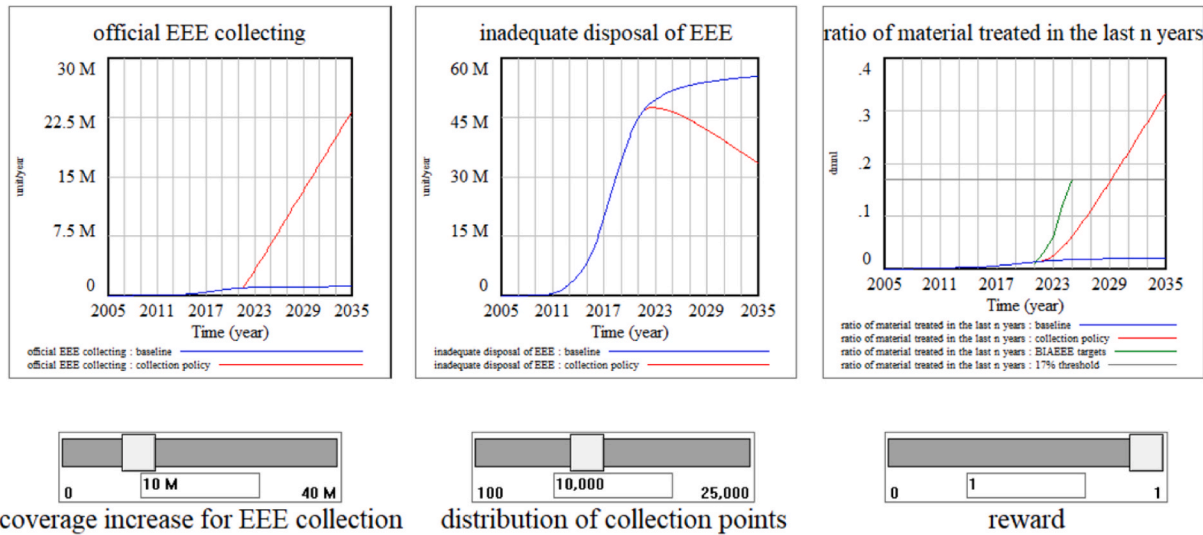 official EEE collecting
30 M
22.5 M
15 M
7.5 M
0
unit/year
2005 2011 2017 2023 2029 2035
Time (year)
official EEE collecting : baseline
official EEE collecting : collection policy
inadequate disposal of EEE
60 M
45 M
30 M
15 M
0
unit/year
2005 2011 2017 2023 2029 2035
Time (year)
inadequate disposal of EEE : baseline
inadequate disposal of EEE : collection policy
ratio of material treated in the last n years
.4
.3
.2
.1
0
dmnl
2005 2011 2017 2023 2029 2035
Time (year)
ratio of material treated in the last n years : baseline
ratio of material treated in the last n years : collection policy
ratio of material treated in the last n years : BIAEEE targets
ratio of material treated in the last n years : 17% threshold
0 10 M 40 M
coverage increase for EEE collection
100 10,000 25,000
distribution of collection points
0 1 1
reward